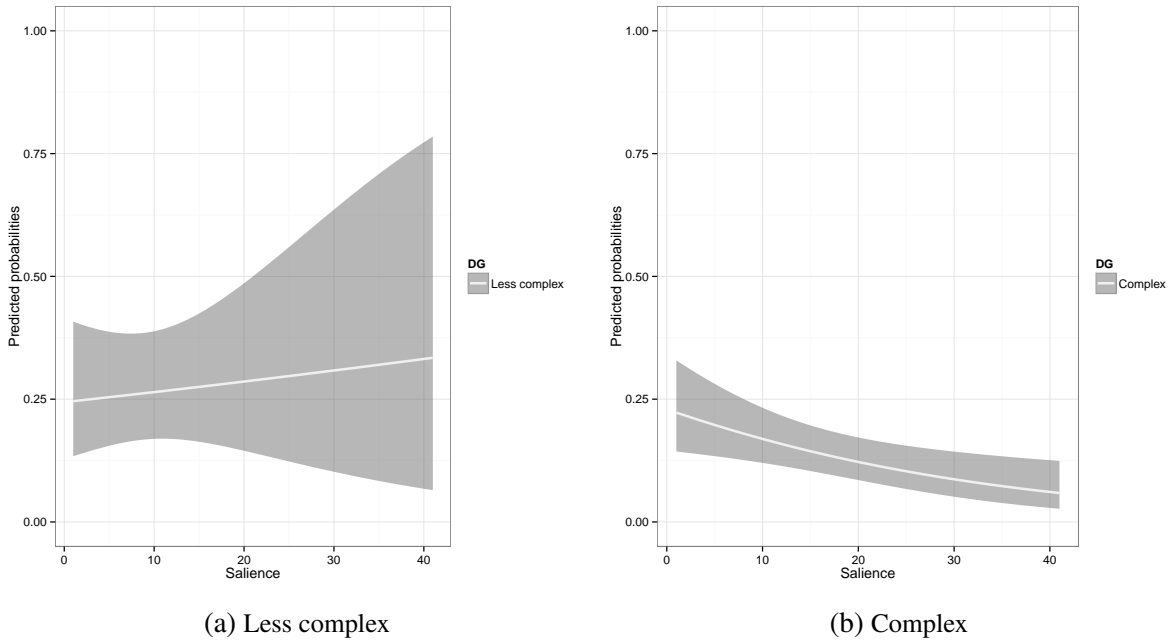 1.00
0.75
0.50
0.25
0.00
Predicted probabilities
0
10
20
30
40
Salience
DG
Less complex
(a) Less complex
1.00
0.75
0.50
0.25
0.00
Predicted probabilities
0
10
20
30
40
Salience
DG
Complex
(b) Complex